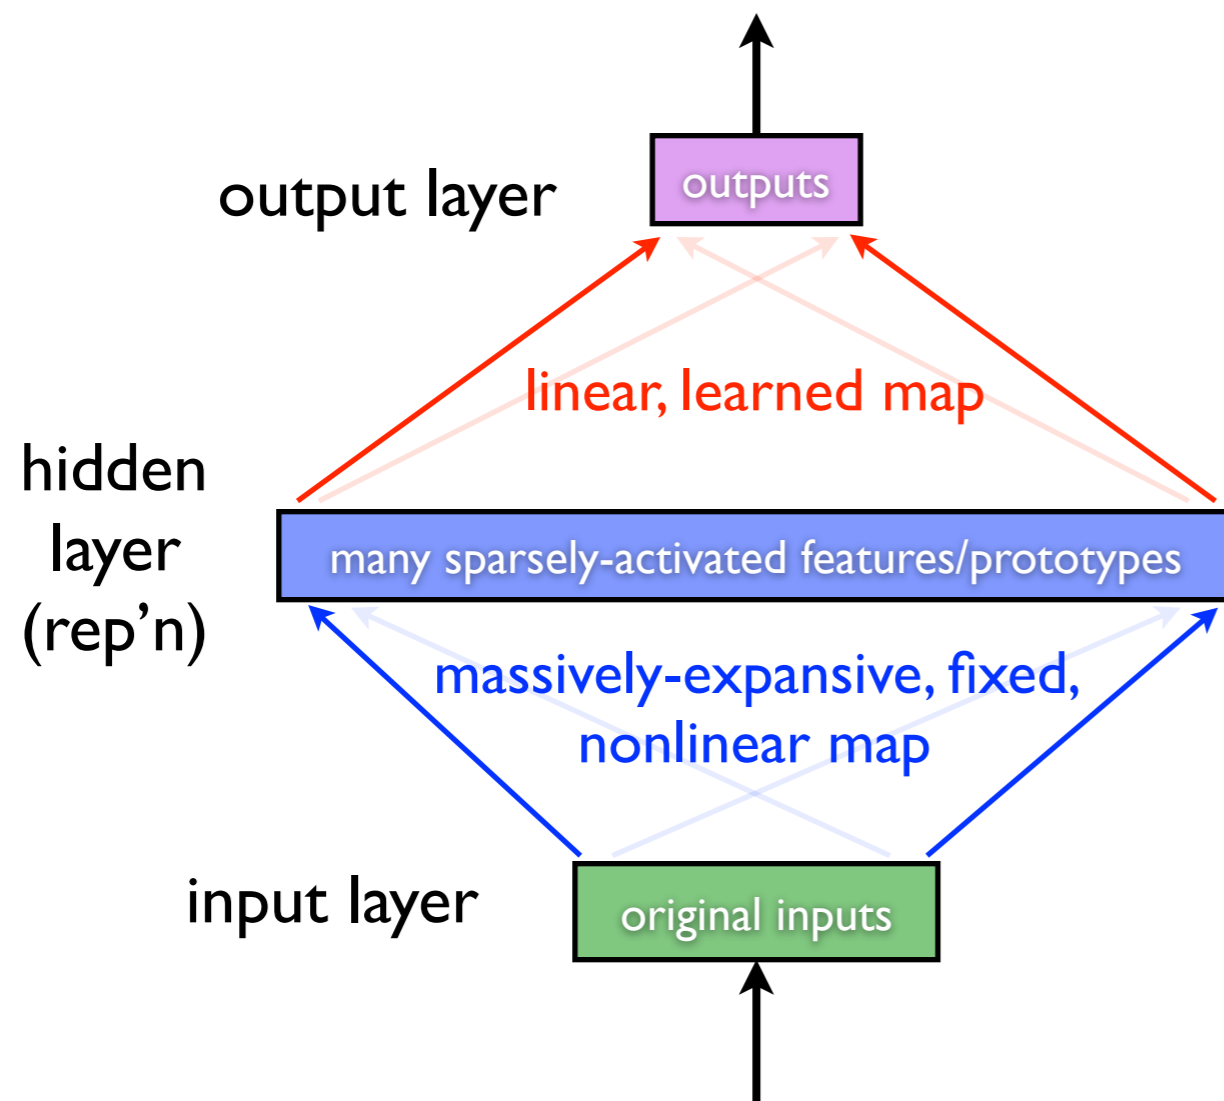 output layer
outputs
linear, learned map
hidden
layer
(rep’n)
many sparsely-activated features/prototypes
massively-expansive, fixed,
nonlinear map
input layer
original inputs